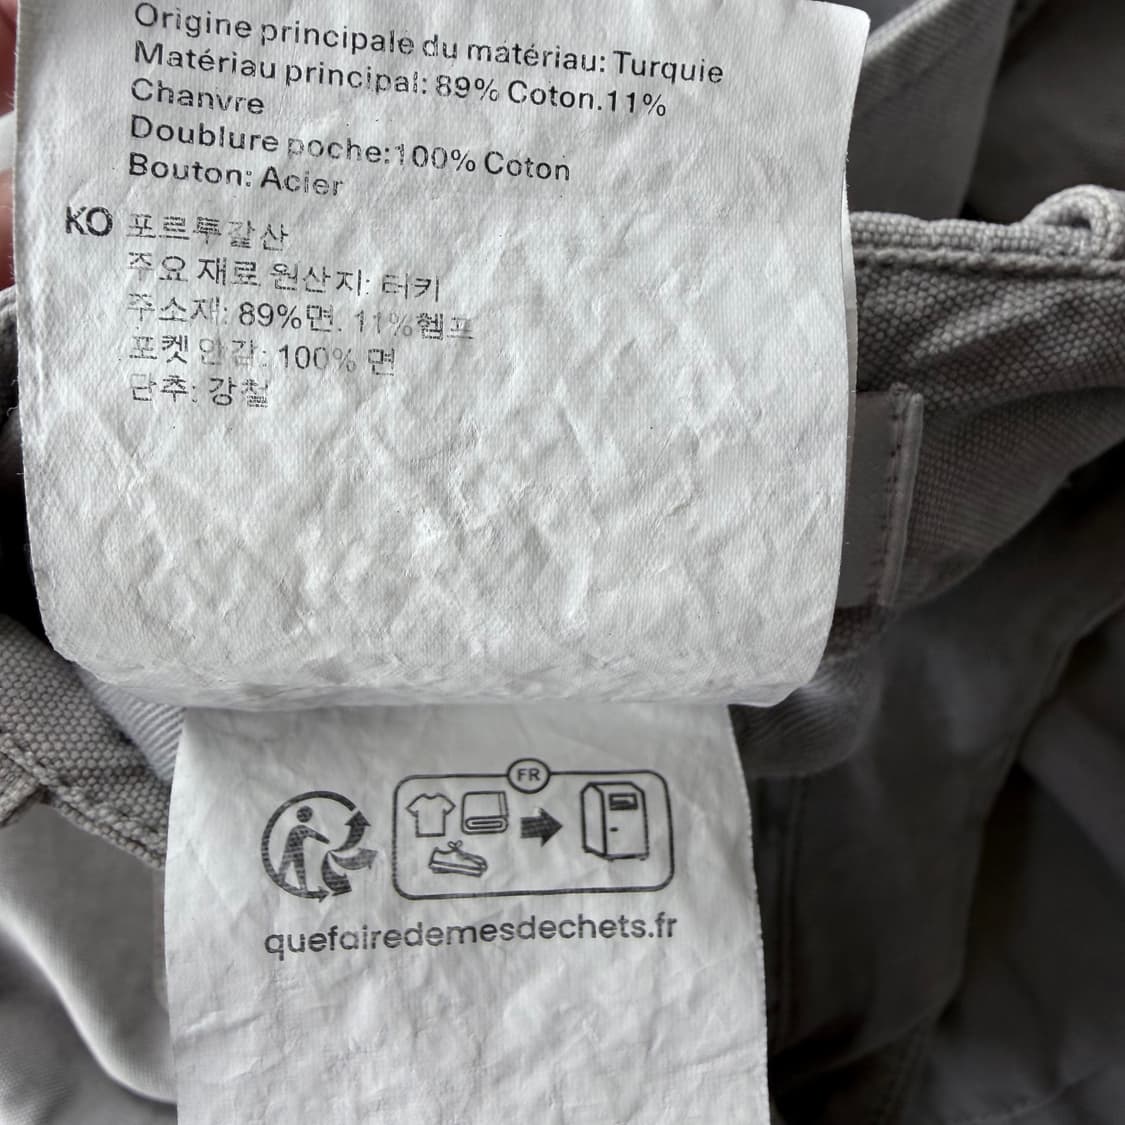 Origine principale du matériau: Turquie
Matériau principal: 89% Coton.11%
Chanvre
Doublure poche:100% Coton
Bouton: Acier
KO 포르투갈산
주요 재료 원산지: 터키
주소재: 89%면. 11%헴프
포켓 안감: 100% 면
단추: 강철
FR
quefairedemesdechets.fr